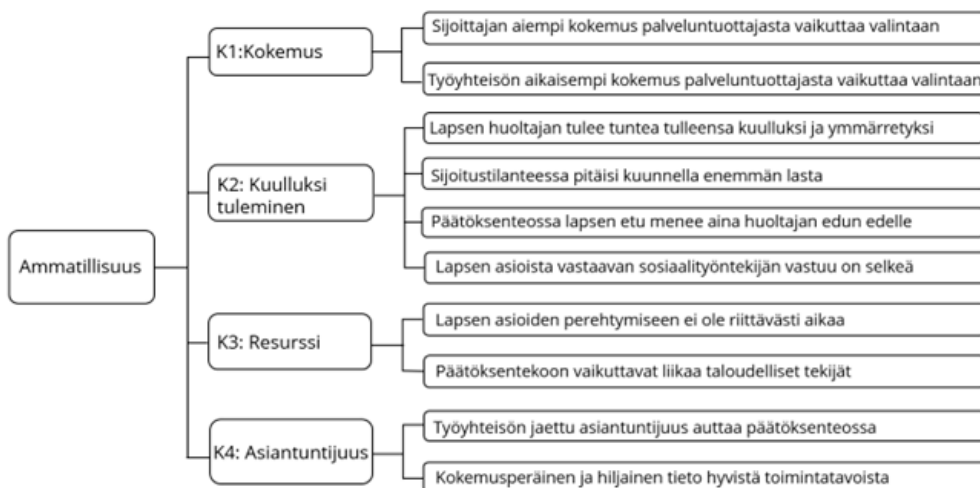 Ammatillisuus
K1:Kokemus
Sijoittajan aiempi kokemus palveluntuottajasta vaikuttaa valintaan
Työyhteisön aikaisempi kokemus palveluntuottajasta vaikuttaa valintaan
K2: Kuulluksi
tuleminen
Lapsen huoltajan tulee tuntea tulleensa kuulluksi ja ymmärretyksi
Sijoitustilanteessa pitäisi kuunnella enemmän lasta
Päätöksenteossa lapsen etu menee aina huoltajan edun edelle
Lapsen asioista vastaavan sosiaalityöntekijän vastuu on selkeä
K3: Resurssi
Lapsen asioiden perehtymiseen ei ole riittävästi aikaa
Päätöksentekoon vaikuttavat liikaa taloudelliset tekijät
K4: Asiantuntijuus
Työyhteisön jaettu asiantuntijuus auttaa päätöksenteossa
Kokemusperäinen ja hiljainen tieto hyvistä toimintatavoista